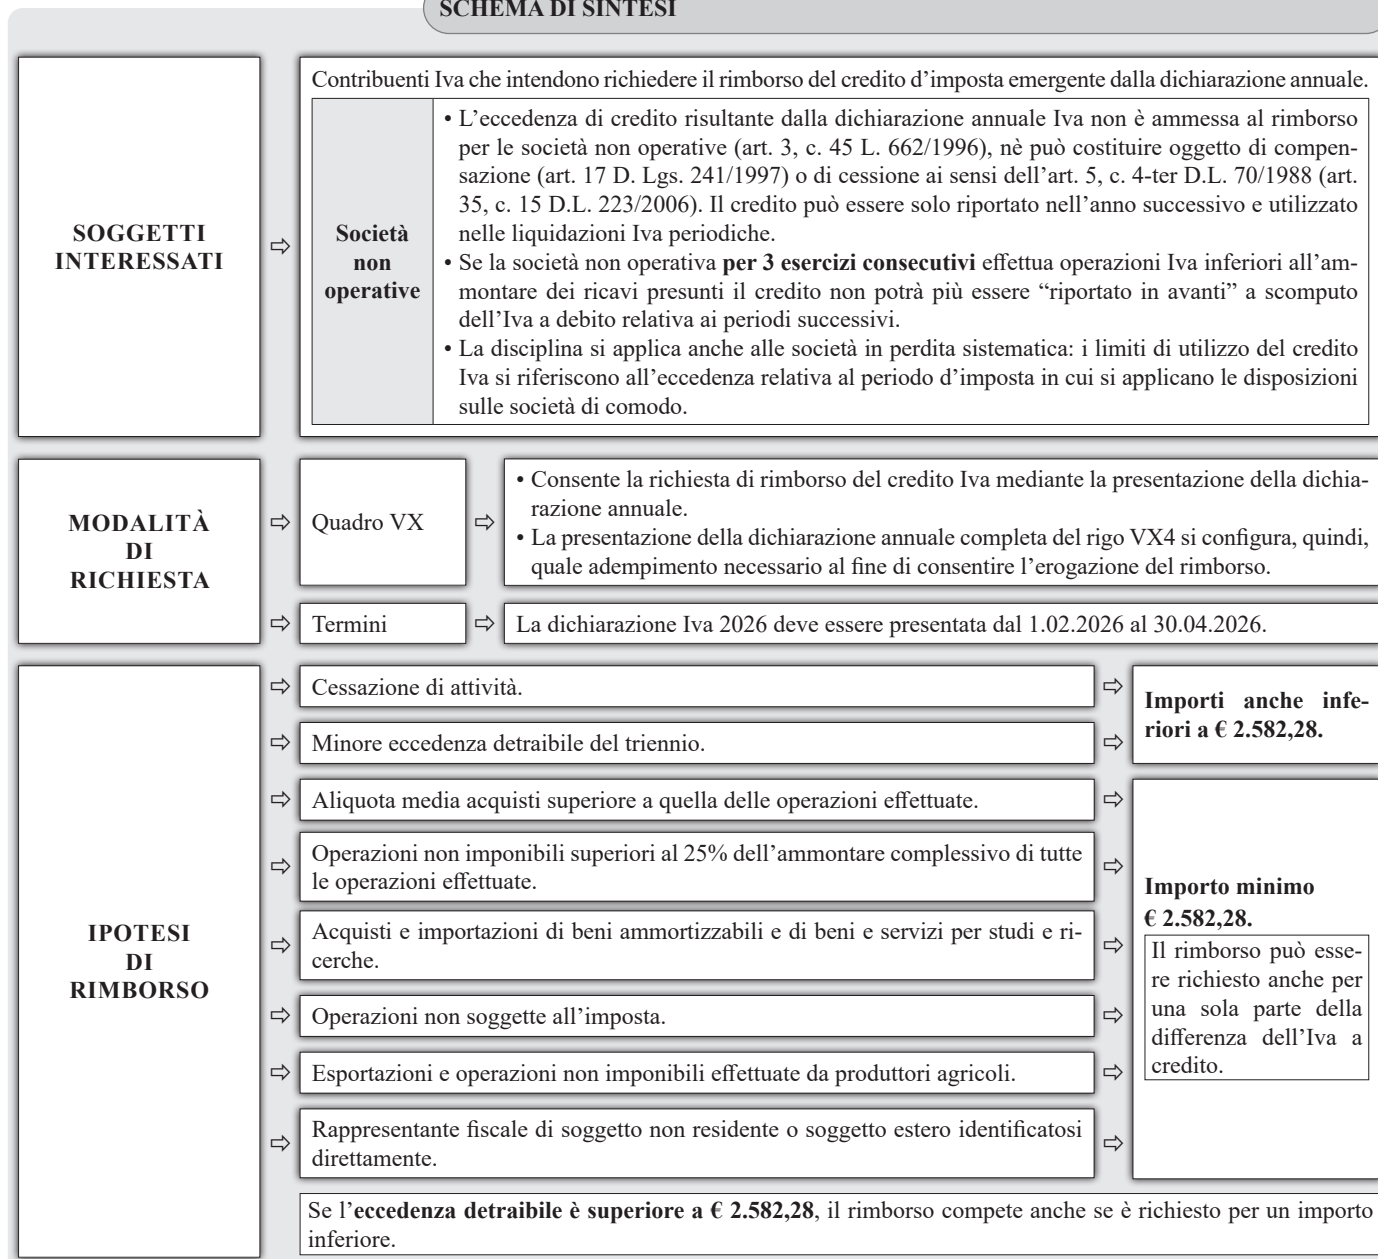 SCHEMA DI SINTESI
SOGGETTI
INTERESSATI
⇨
Contribuenti Iva che intendono richiedere il rimborso del credito d’imposta emergente dalla dichiarazione annuale.
Società
non
operative
• L’eccedenza di credito risultante dalla dichiarazione annuale Iva non è ammessa al rimborso
per le società non operative (art. 3, c. 45 L. 662/1996), nè può costituire oggetto di compen-
sazione (art. 17 D. Lgs. 241/1997) o di cessione ai sensi dell’art. 5, c. 4-ter D.L. 70/1988 (art.
35, c. 15 D.L. 223/2006). Il credito può essere solo riportato nell’anno successivo e utilizzato
nelle liquidazioni Iva periodiche.
• Se la società non operativa per 3 esercizi consecutivi effettua operazioni Iva inferiori all’am-
montare dei ricavi presunti il credito non potrà più essere “riportato in avanti” a scomputo
dell’Iva a debito relativa ai periodi successivi.
• La disciplina si applica anche alle società in perdita sistematica: i limiti di utilizzo del credito
Iva si riferiscono all’eccedenza relativa al periodo d’imposta in cui si applicano le disposizioni
sulle società di comodo.
MODALITÀ
DI
RICHIESTA
⇨ Quadro VX ⇨
• Consente la richiesta di rimborso del credito Iva mediante la presentazione della dichia-
razione annuale.
• La presentazione della dichiarazione annuale completa del rigo VX4 si configura, quindi,
quale adempimento necessario al fine di consentire l’erogazione del rimborso.
⇨ Termini ⇨ La dichiarazione Iva 2026 deve essere presentata dal 1.02.2026 al 30.04.2026.
IPOTESI
DI
RIMBORSO
⇨ Cessazione di attività. ⇨
⇨ Minore eccedenza detraibile del triennio. ⇨
Importi anche infe-
riori a € 2.582,28.
⇨ Aliquota media acquisti superiore a quella delle operazioni effettuate. ⇨
⇨ Operazioni non imponibili superiori al 25% dell’ammontare complessivo di tutte
le operazioni effettuate. ⇨
⇨ Acquisti e importazioni di beni ammortizzabili e di beni e servizi per studi e ri-
cerche. ⇨
⇨ Operazioni non soggette all’imposta. ⇨
⇨ Esportazioni e operazioni non imponibili effettuate da produttori agricoli. ⇨
⇨ Rappresentante fiscale di soggetto non residente o soggetto estero identificatosi
direttamente. ⇨
Importo minimo
€ 2.582,28.
Il rimborso può esse-
re richiesto anche per
una sola parte della
differenza dell’Iva a
credito.
Se l’eccedenza detraibile è superiore a € 2.582,28, il rimborso compete anche se è richiesto per un importo
inferiore.